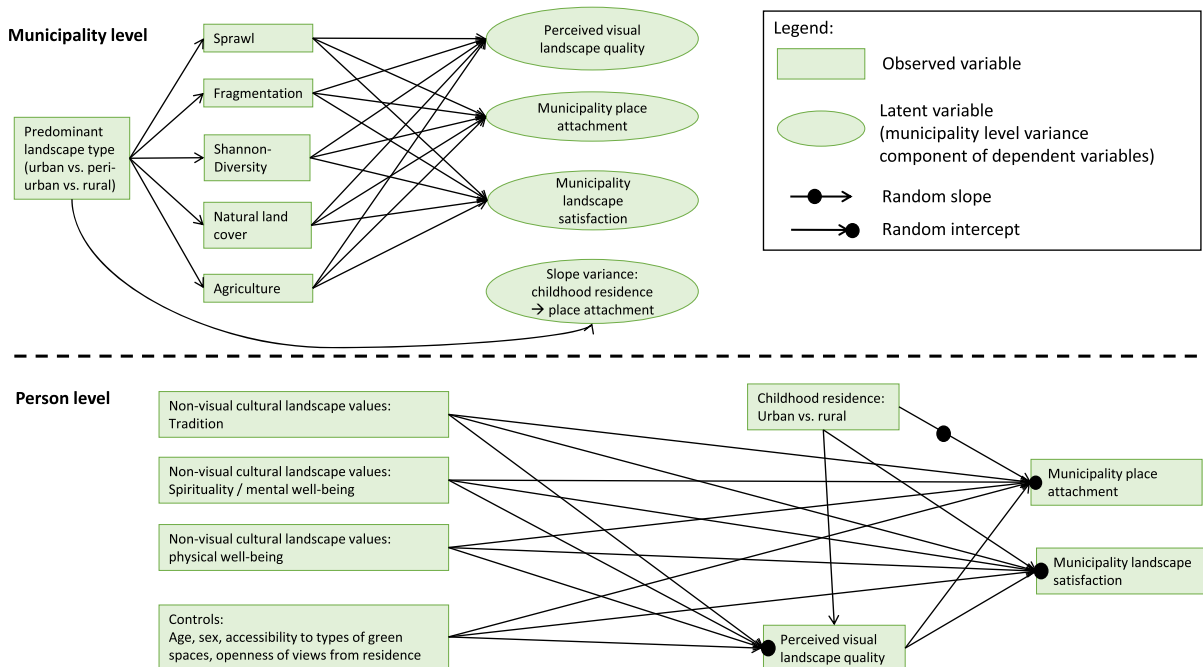 Municipality level
Predominant
landscape type
(urban vs. peri-
urban vs. rural)
Sprawl
Fragmentation
Shannon-
Diversity
Natural land
cover
Agriculture
Perceived visual
landscape quality
Municipality place
attachment
Municipality
landscape
satisfaction
Slope variance:
childhood residence
→ place attachment
Legend:
Observed variable
Latent variable
(municipality level variance
component of dependent variables)
Random slope
Random intercept
Person level
Non-visual cultural landscape values:
Tradition
Non-visual cultural landscape values:
Spirituality / mental well-being
Non-visual cultural landscape values:
physical well-being
Controls:
Age, sex, accessibility to types of green
spaces, openness of views from residence
Childhood residence:
Urban vs. rural
Municipality place
attachment
Municipality landscape
satisfaction
Perceived visual
landscape quality